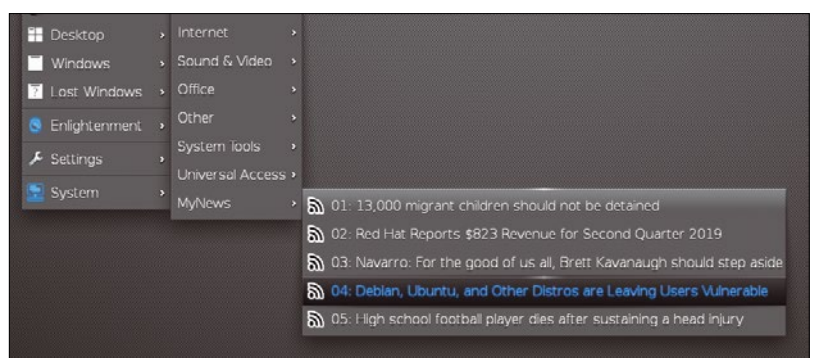 Desktop
Windows
Lost Windows
Enlightenment
Settings
System
Internet
Sound & Video
Office
Other
System Tools
Universal Access
MyNews
01: 13,000 migrant children should not be detained
02: Red Hat Reports $823 Revenue for Second Quarter 2019
03: Navarro: For the good of us all, Brett Kavanaugh should step aside
04: Debian, Ubuntu, and Other Distros are Leaving Users Vulnerable
05: High school football player dies after sustaining a head injury